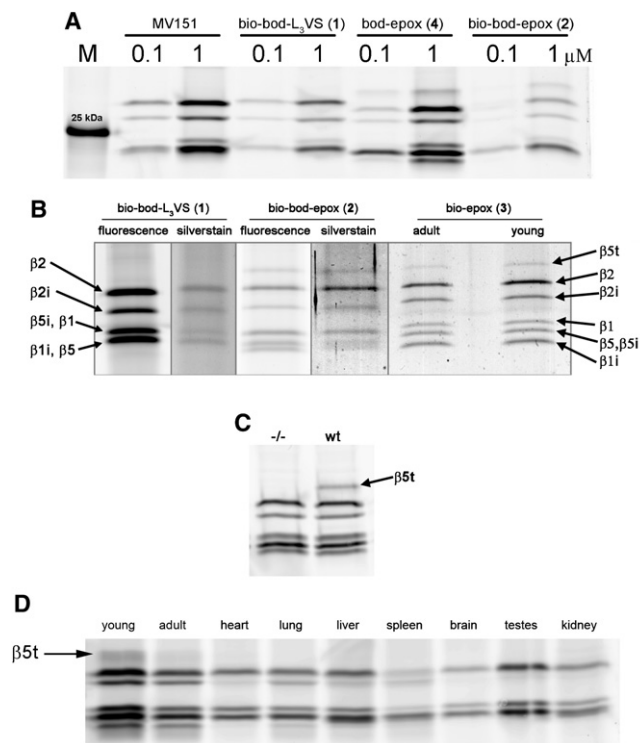 A
MV151 bio-bod-L₃VS (1) bod-epox (4) bio-bod-epox (2)
M 0.1 1 0.1 1 0.1 1 0.1 1 μM
25 kDa
B
bio-bod-L₃VS (1) bio-bod-epox (2) bio-epox (3)
fluorescence silverstain fluorescence silverstain adult young
β2
β2i
β5i, β1
β1i, β5
β5t
β2
β2i
β1
β5,β5i
β1i
C
-/- wt
β5t
D
young adult heart lung liver spleen brain testes kidney
β5t